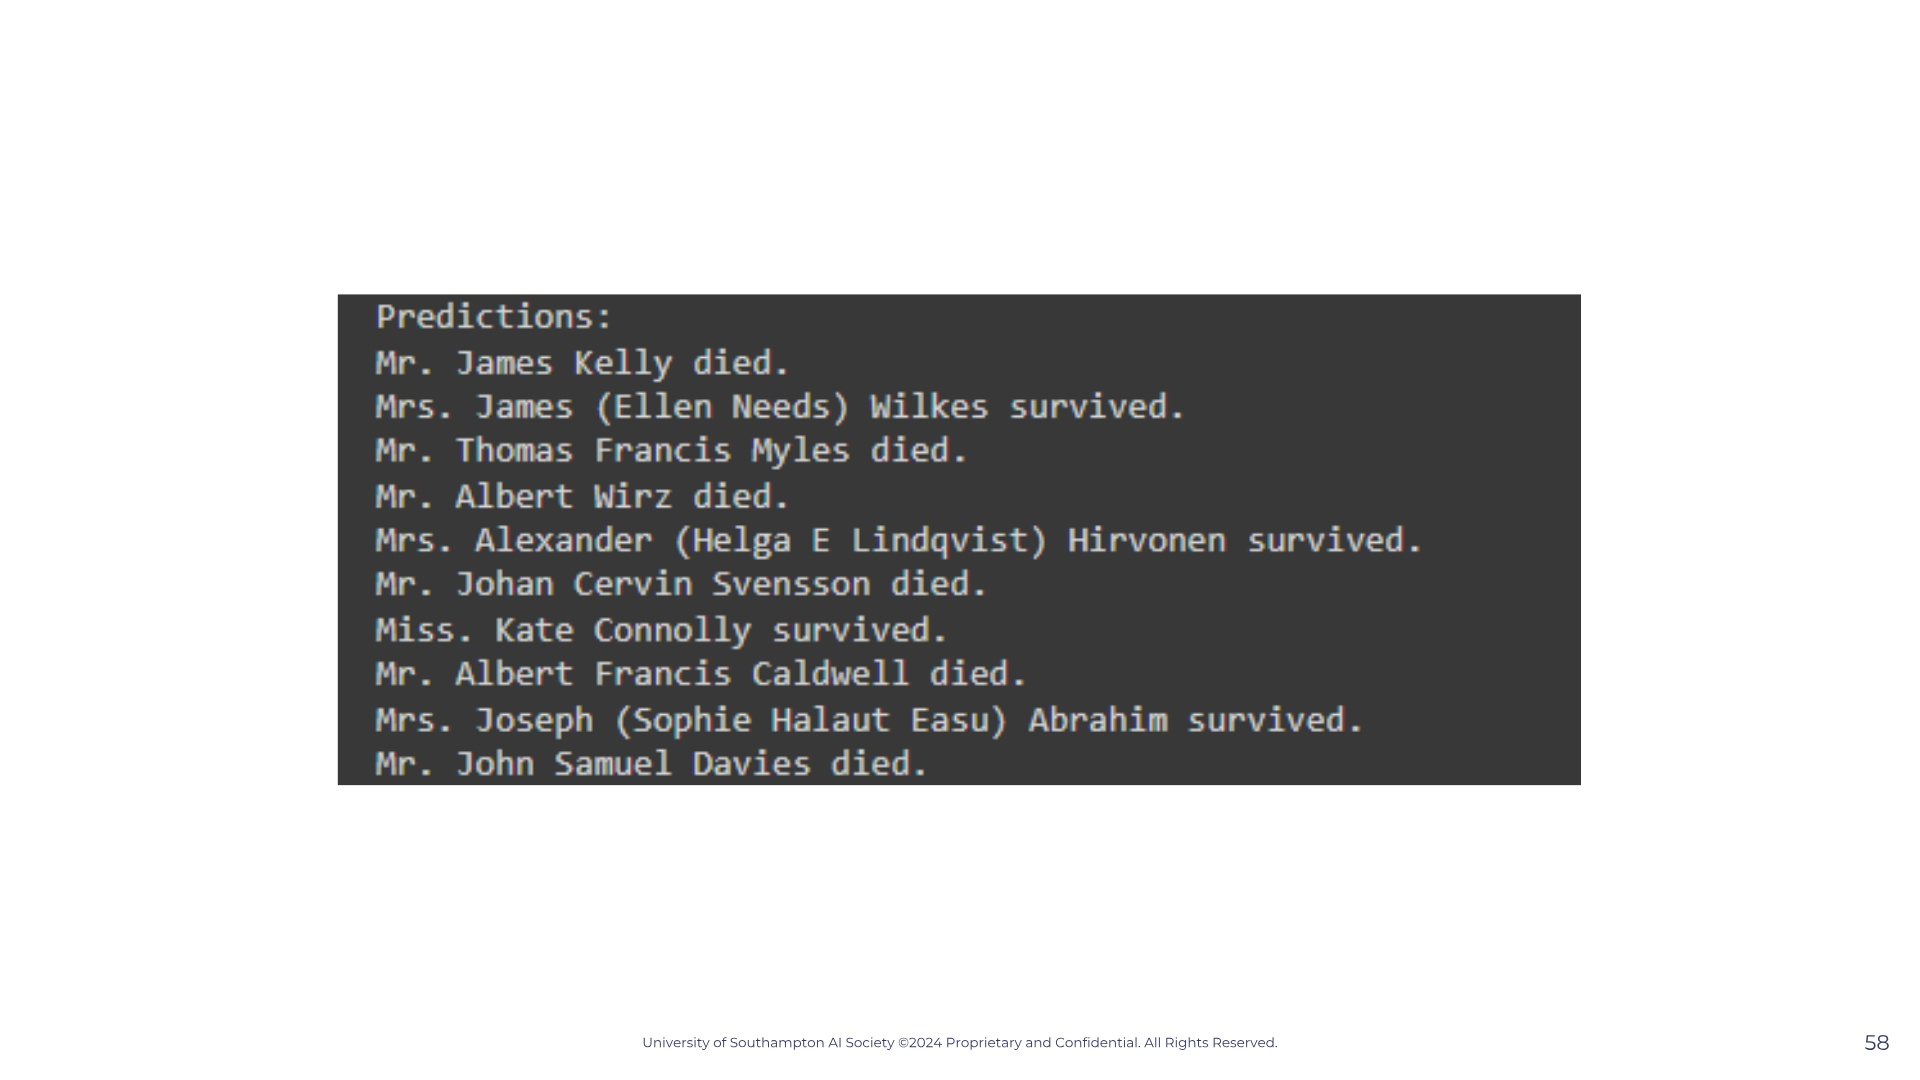 Predictions:
Mr. James Kelly died.
Mrs. James (Ellen Needs) Wilkes survived.
Mr. Thomas Francis Myles died.
Mr. Albert Wirz died.
Mrs. Alexander (Helga E Lindqvist) Hirvonen survived.
Mr. Johan Cervin Svensson died.
Miss. Kate Connolly survived.
Mr. Albert Francis Caldwell died.
Mrs. Joseph (Sophie Halaut Easu) Abrahim survived.
Mr. John Samuel Davies died.
University of Southampton AI Society ©2024 Proprietary and Confidential. All Rights Reserved.
58